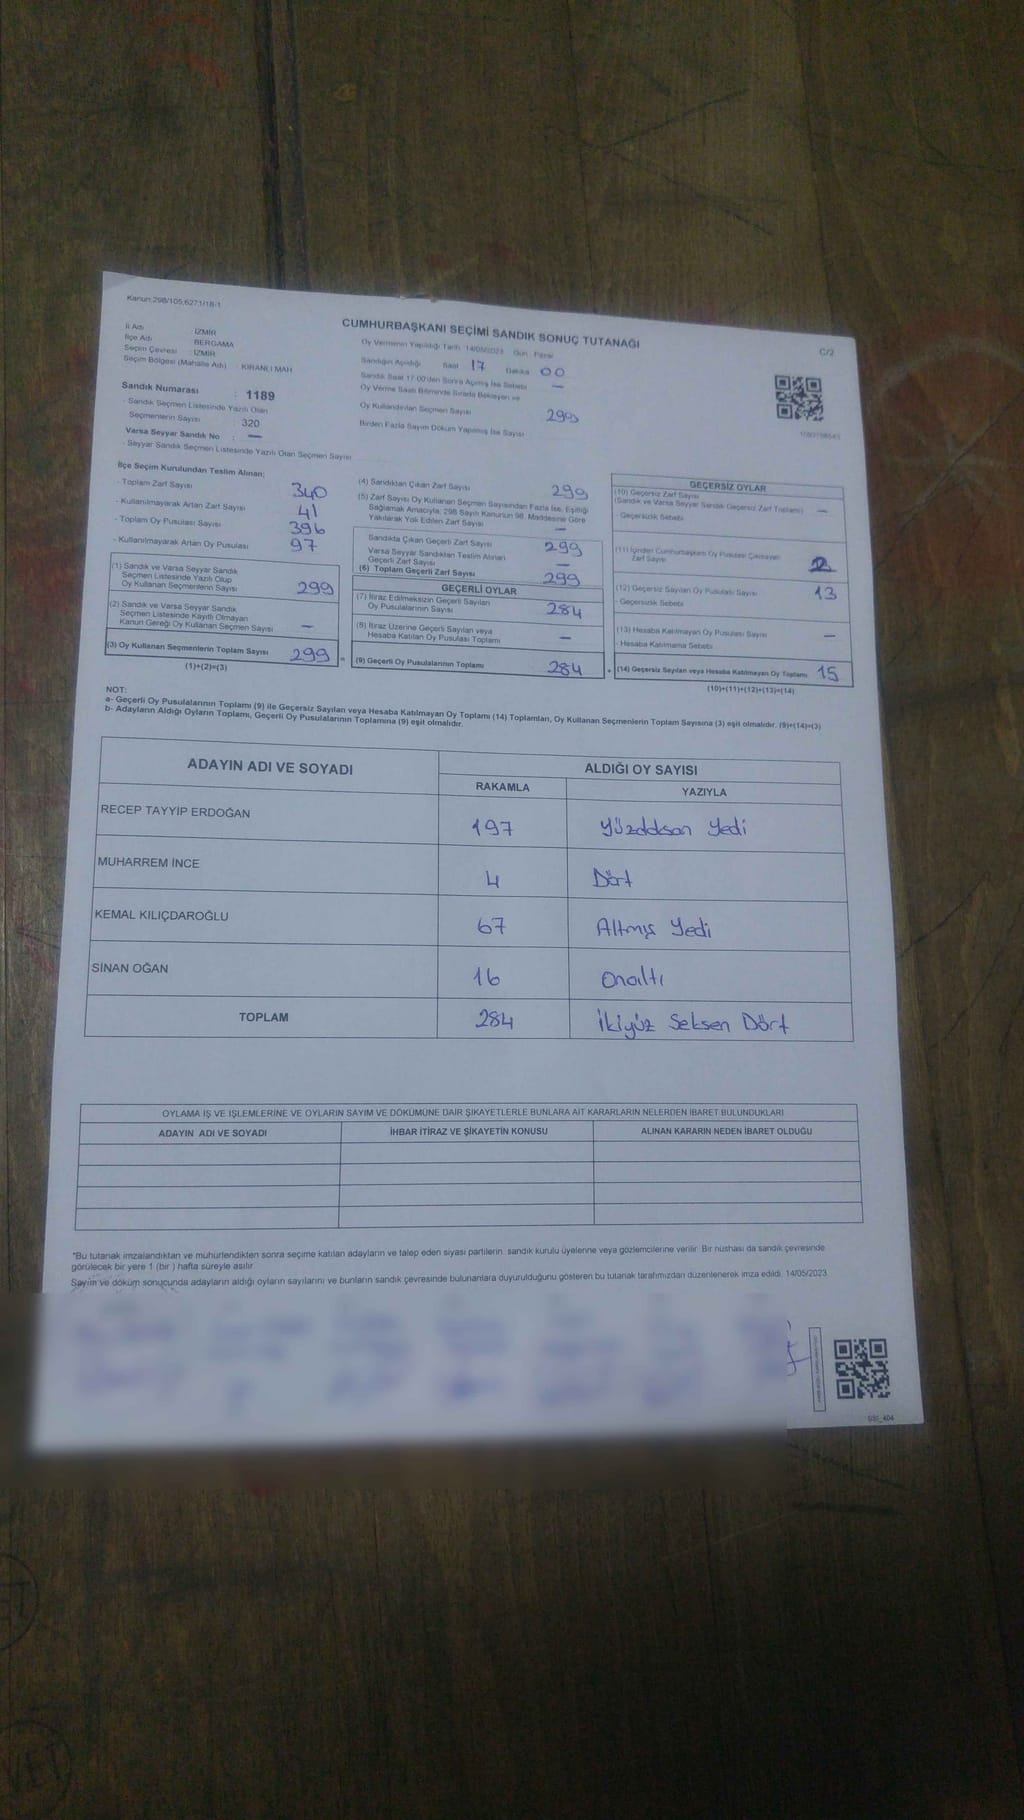 Kanun:298/105;6271/18-1
CUMHURBAŞKANI SEÇİMİ SANDIK SONUÇ TUTANAĞI
C/2
İl Adı : İZMİR
İlçe Adı : BERGAMA
Seçim Çevresi : İZMİR
Seçim Bölgesi (Mahalle Adı) : KIRANLI MAH
Oy Vermenin Yapıldığı Tarih 14/05/2023 Gün: Pazar
Sandığın Açıldığı Saat 17 Dakika 00
Sandık Saat 17:00'den Sonra Açılmış İse Sebebi —
Oy Verme Saati Bitiminde Sırada Bekleyen ve
Oy Kullandırılan Seçmen Sayısı 299
Birden Fazla Sayım Döküm Yapılmış İse Sayısı
Sandık Numarası : 1189
- Sandık Seçmen Listesinde Yazılı Olan
Seçmenlerin Sayısı : 320
Varsa Seyyar Sandık No : —
- Seyyar Sandık Seçmen Listesinde Yazılı Olan Seçmen Sayısı
İlçe Seçim Kurulundan Teslim Alınan;
- Toplam Zarf Sayısı 340
- Kullanılmayarak Artan Zarf Sayısı 41
- Toplam Oy Pusulası Sayısı 396
- Kullanılmayarak Artan Oy Pusulası 97
(1) Sandık ve Varsa Seyyar Sandık
Seçmen Listesinde Yazılı Olup
Oy Kullanan Seçmenlerin Sayısı 299
(2) Sandık ve Varsa Seyyar Sandık
Seçmen Listesinde Kayıtlı Olmayan
Kanun Gereği Oy Kullanan Seçmen Sayısı —
(3) Oy Kullanan Seçmenlerin Toplam Sayısı 299 =
(1)+(2)=(3)
(4) Sandıktan Çıkan Zarf Sayısı 299
(5) Zarf Sayısı Oy Kullanan Seçmen Sayısından Fazla İse, Eşitliği
Sağlamak Amacıyla; 298 Sayılı Kanunun 98. Maddesine Göre
Yakılarak Yok Edilen Zarf Sayısı —
Sandıkta Çıkan Geçerli Zarf Sayısı 299
Varsa Seyyar Sandıktan Teslim Alınan
Geçerli Zarf Sayısı —
(6) Toplam Geçerli Zarf Sayısı 299
GEÇERLİ OYLAR
(7) İtiraz Edilmeksizin Geçerli Sayılan
Oy Pusulalarının Sayısı 284
(8) İtiraz Üzerine Geçerli Sayılan veya
Hesaba Katılan Oy Pusulası Toplamı —
(9) Geçerli Oy Pusulalarının Toplamı 284 +
GEÇERSİZ OYLAR
(10) Geçersiz Zarf Sayısı
(Sandık ve Varsa Seyyar Sandık Geçersiz Zarf Toplamı) —
- Geçersizlik Sebebi
(11) İçinden Cumhurbaşkanı Oy Pusulası Çıkmayan
Zarf Sayısı 2
(12) Geçersiz Sayılan Oy Pusulası Sayısı 13
- Geçersizlik Sebebi
(13) Hesaba Katılmayan Oy Pusulası Sayısı —
- Hesaba Katılmama Sebebi
(14) Geçersiz Sayılan veya Hesaba Katılmayan Oy Toplamı 15
(10)+(11)+(12)+(13)=(14)
NOT:
a- Geçerli Oy Pusulalarının Toplamı (9) ile Geçersiz Sayılan veya Hesaba Katılmayan Oy Toplamı (14) Toplamları, Oy Kullanan Seçmenlerin Toplam Sayısına (3) eşit olmalıdır. (9)+(14)=(3)
b- Adayların Aldığı Oyların Toplamı, Geçerli Oy Pusulalarının Toplamına (9) eşit olmalıdır.
ADAYIN ADI VE SOYADI
ALDIĞI OY SAYISI
RAKAMLA YAZIYLA
RECEP TAYYİP ERDOĞAN 197 Yüzdoksan Yedi
MUHARREM İNCE 4 Dört
KEMAL KILIÇDAROĞLU 67 Altmış Yedi
SİNAN OĞAN 16 Onaltı
TOPLAM 284 İkiyüz Seksen Dört
OYLAMA İŞ VE İŞLEMLERİNE VE OYLARIN SAYIM VE DÖKÜMÜNE DAİR ŞİKAYETLERLE BUNLARA AİT KARARLARIN NELERDEN İBARET BULUNDUKLARI
ADAYIN ADI VE SOYADI İHBAR İTİRAZ VE ŞİKAYETİN KONUSU ALINAN KARARIN NEDEN İBARET OLDUĞU
*Bu tutanak imzalandıktan ve mühürlendikten sonra seçime katılan adayların ve talep eden siyasi partilerin sandık kurulu üyelerine veya gözlemcilerine verilir. Bir nüshası da sandık çevresinde
görülecek bir yere 1 (bir ) hafta süreyle asılır.
Sayım ve döküm sonucunda adayların aldığı oyların sayılarını ve bunların sandık çevresinde bulunanlara duyurulduğunu gösteren bu tutanak tarafımızdan düzenlenerek imza edildi. 14/05/2023